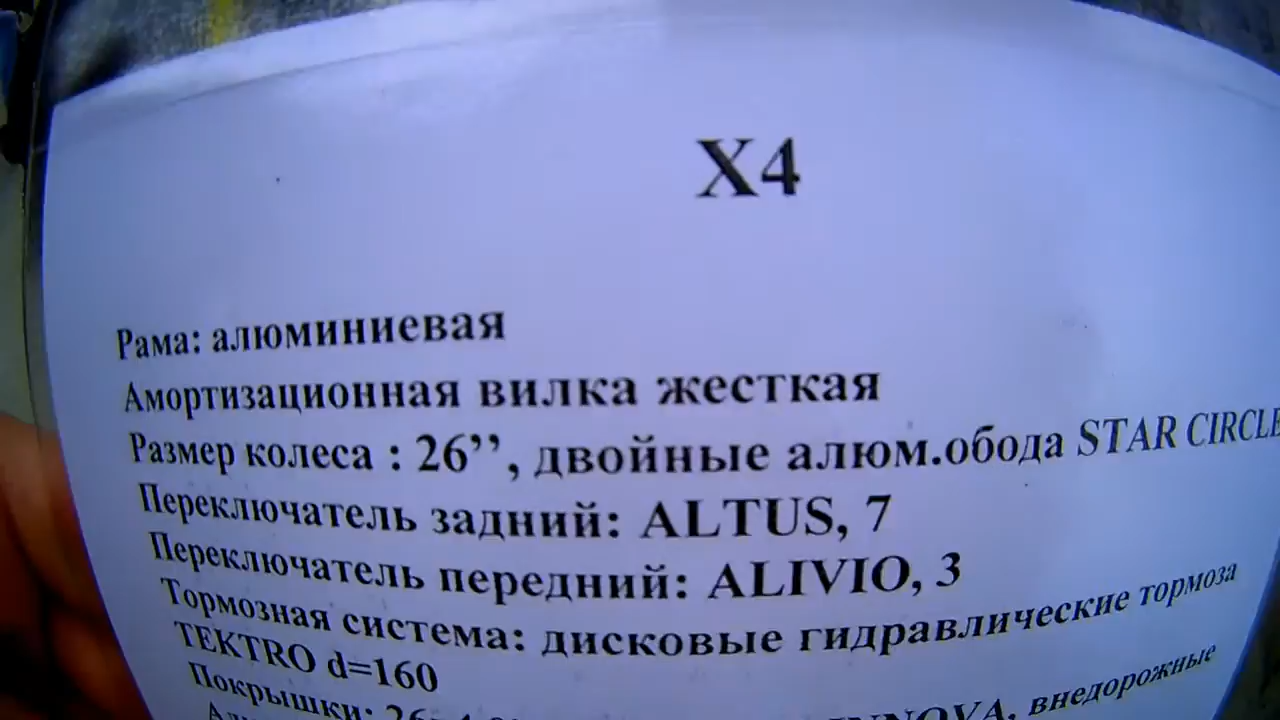 X4
Рама: алюминиевая
Амортизационная вилка жесткая
Размер колеса : 26’’, двойные алюм.обода STAR CIRCLE
Переключатель задний: ALTUS, 7
Переключатель передний: ALIVIO, 3
Тормозная система: дисковые гидравлические тормоза
TEKTRO d=160
Покрышки: внедорожные